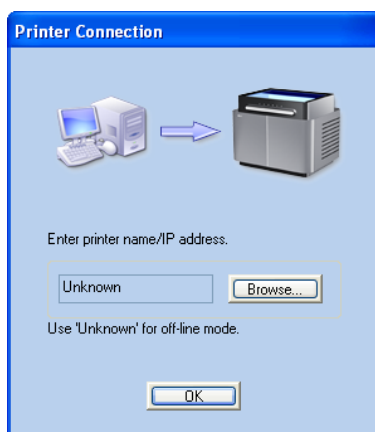 Printer Connection
Enter printer name/IP address.
Unknown
Browse...
Use 'Unknown' for off-line mode.
OK